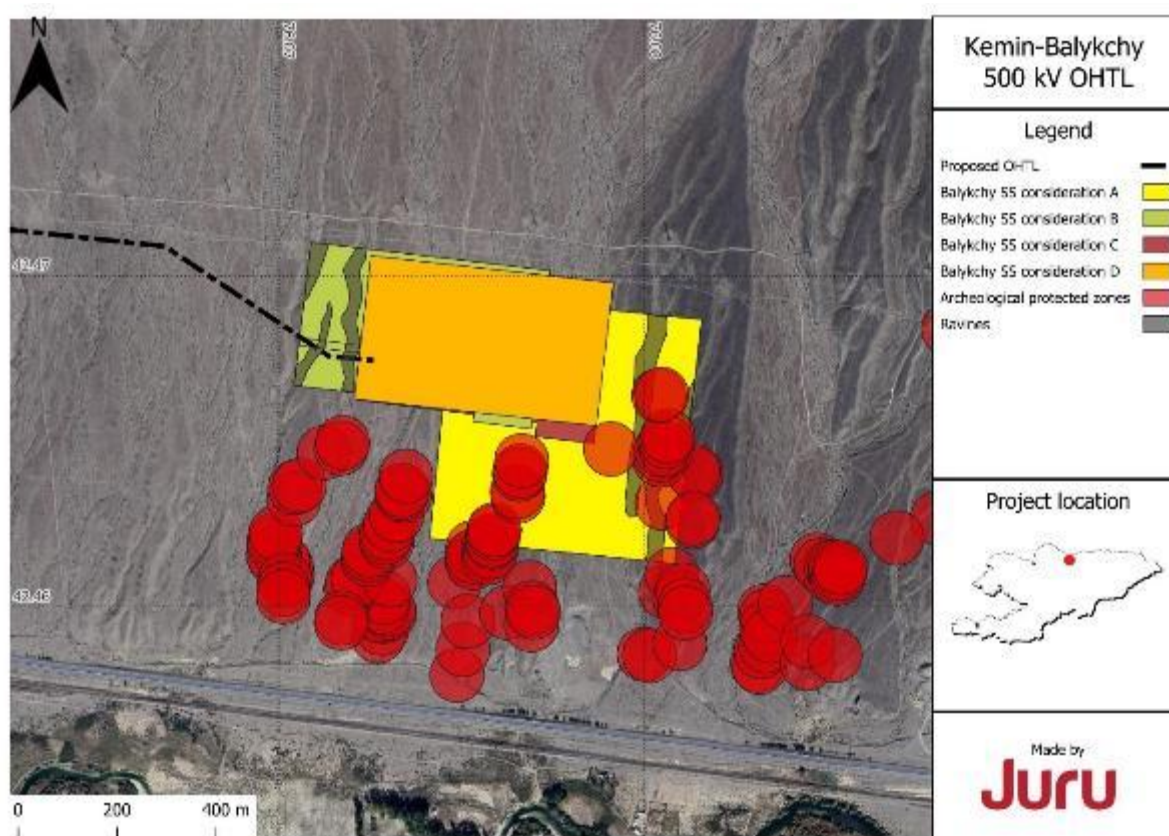 N
Kemin-Balykchy
500 kV OHTL
Legend
Proposed OHTL
Balykchy SS consideration A
Balykchy SS consideration B
Balykchy SS consideration C
Balykchy SS consideration D
Archeological protected zones
Ravines
42.47
42.46
Project location
Made by
Juru
0 200 400 m